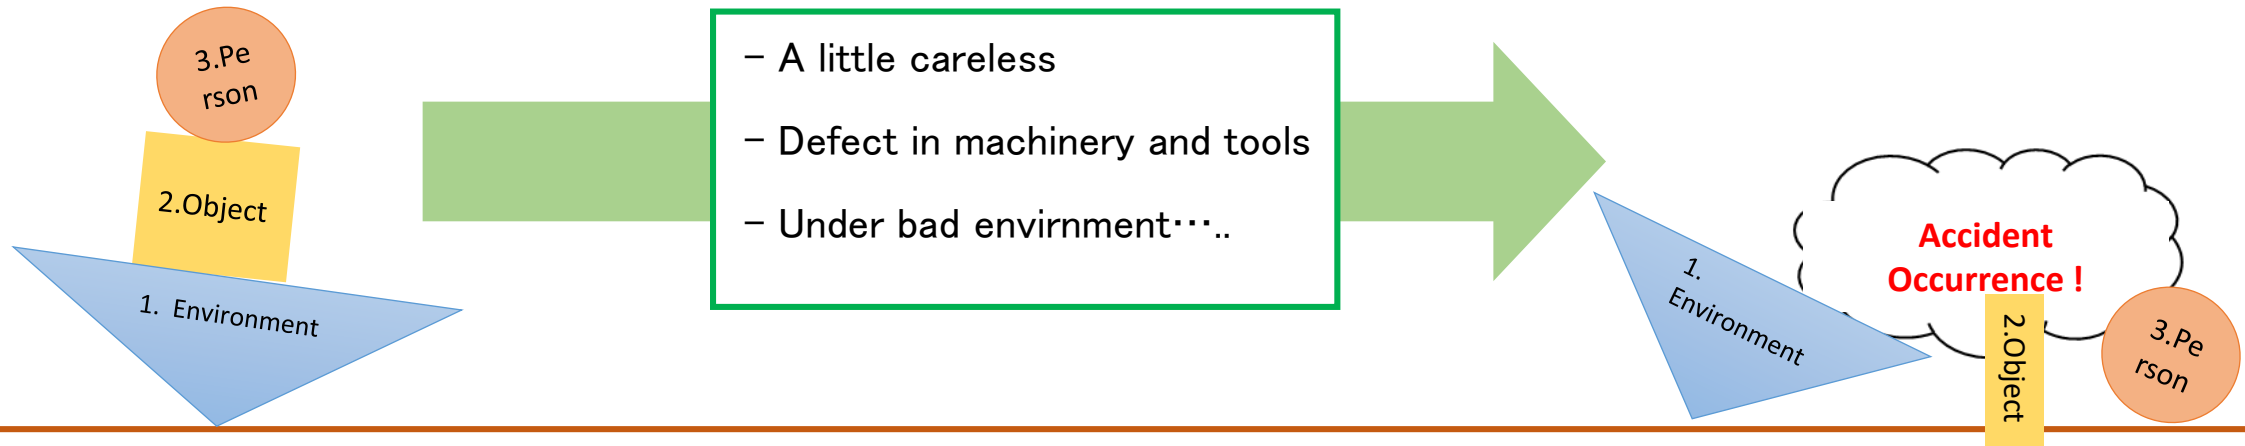 3.Pe
rson
2.Object
1. Environment
- A little careless
- Defect in machinery and tools
- Under bad envirnment…..
1.
Environment
Accident
Occurrence !
2.Object
3.Pe
rson